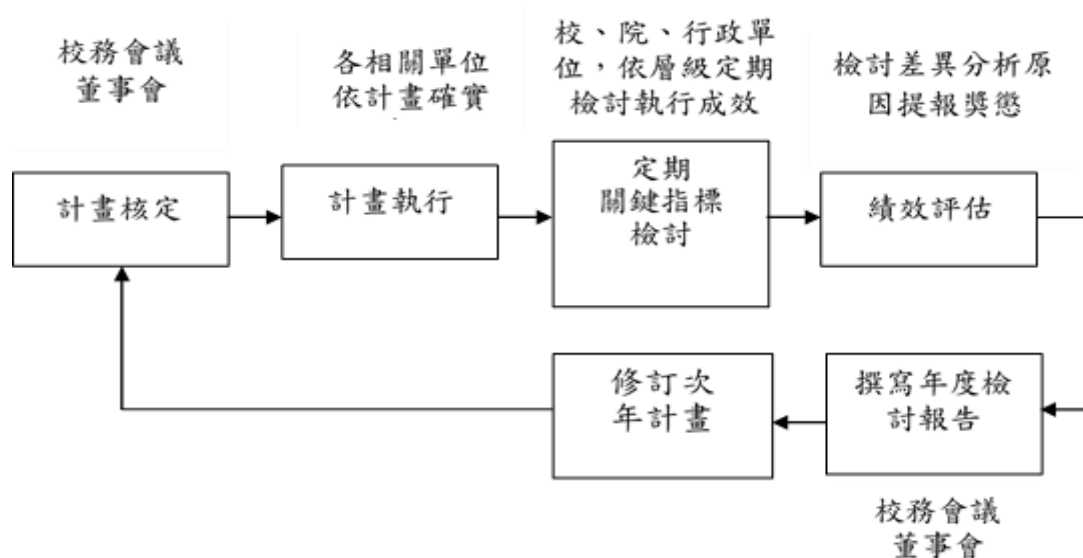 校務會議
董事會
各相關單位
依計畫確實
校、院、行政單
位，依層級定期
檢討執行成效
檢討差異分析原
因提報獎懲
計畫核定
計畫執行
定期
關鍵指標
檢討
績效評估
修訂次
年計畫
撰寫年度檢
討報告
校務會議
董事會